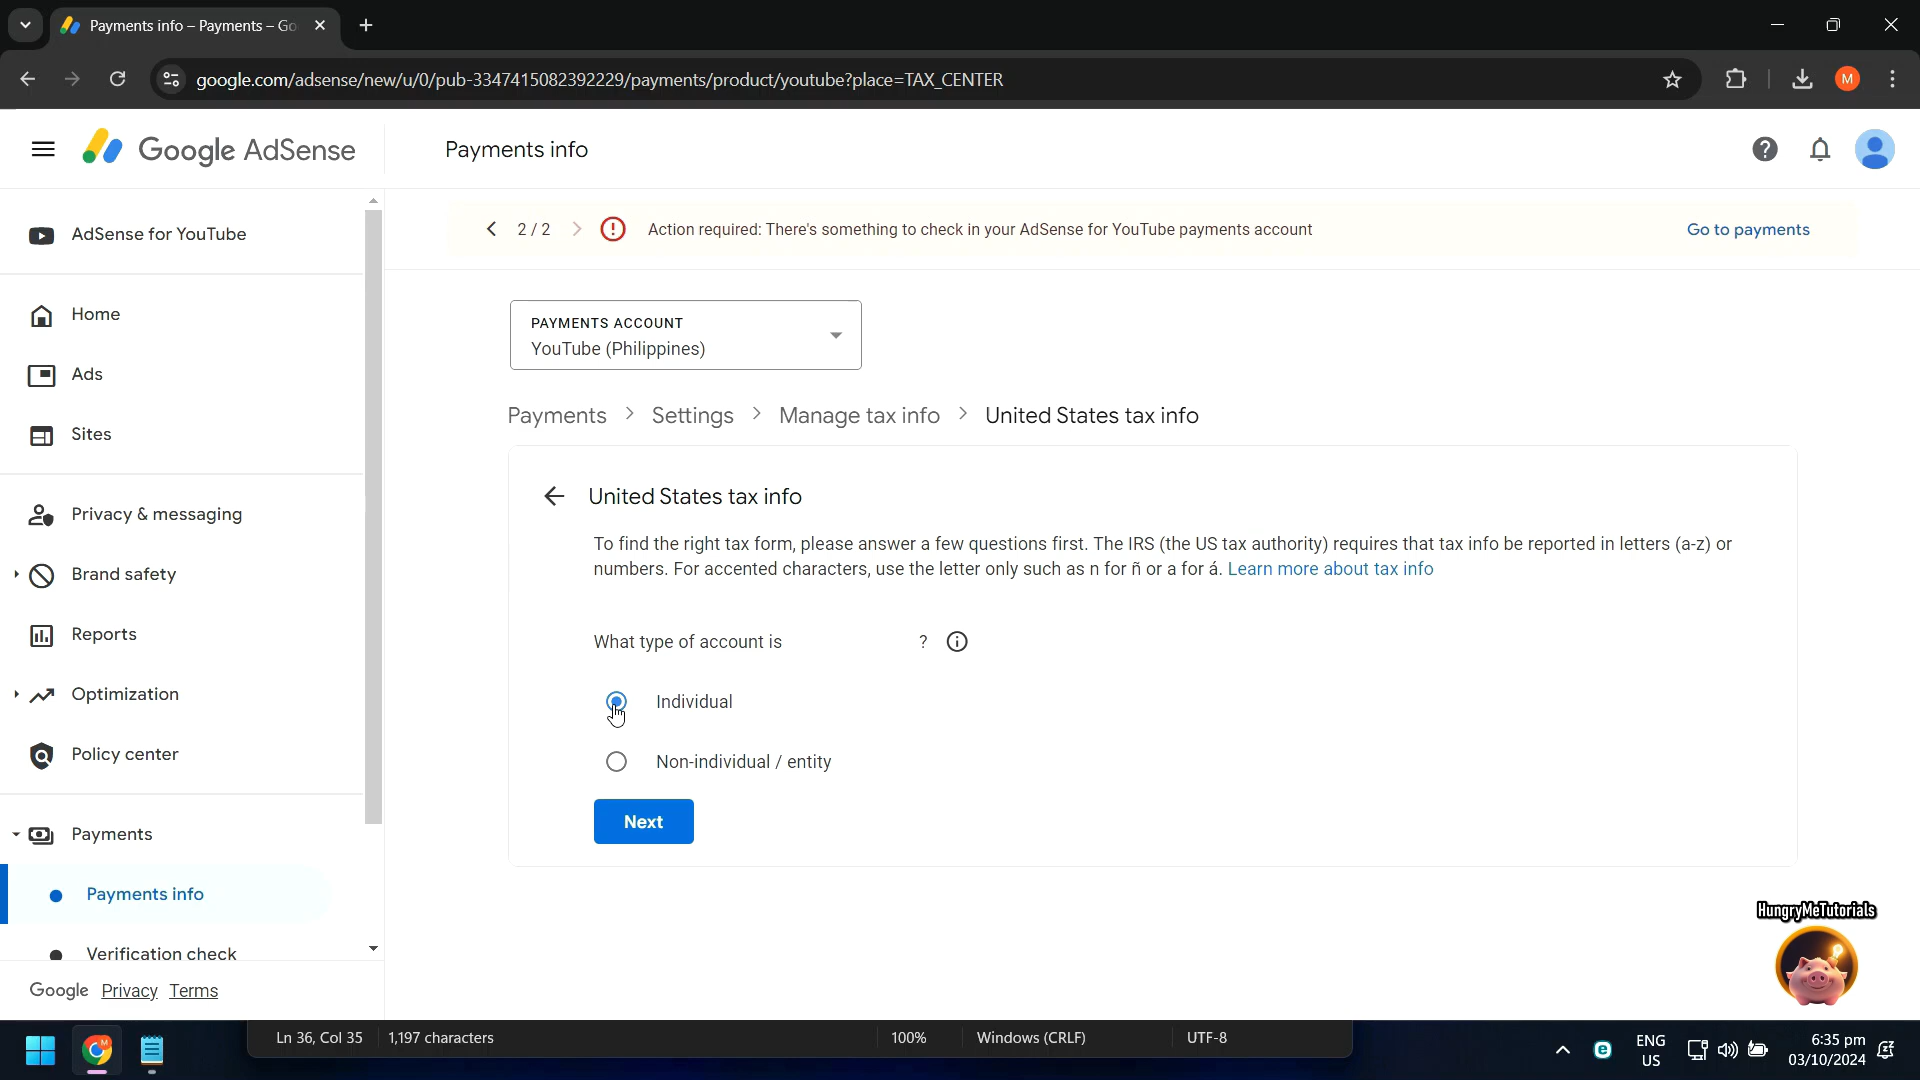 Payments info – Payments – Go
google.com/adsense/new/u/0/pub-3347415082392229/payments/product/youtube?place=TAX_CENTER
M
Google AdSense
Payments info
AdSense for YouTube
Home
Ads
Sites
Privacy & messaging
Brand safety
Reports
Optimization
Policy center
Payments
Payments info
Verification check
Google Privacy Terms
2 / 2
Action required: There's something to check in your AdSense for YouTube payments account
Go to payments
PAYMENTS ACCOUNT
YouTube (Philippines)
Payments > Settings > Manage tax info > United States tax info
United States tax info
To find the right tax form, please answer a few questions first. The IRS (the US tax authority) requires that tax info be reported in letters (a-z) or
numbers. For accented characters, use the letter only such as n for ñ or a for á. Learn more about tax info
What type of account is ?
Individual
Non-individual / entity
Next
HungryMeTutorials
Ln 36, Col 35
1,197 characters
100%
Windows (CRLF)
UTF-8
ENG
US
6:35 pm
03/10/2024